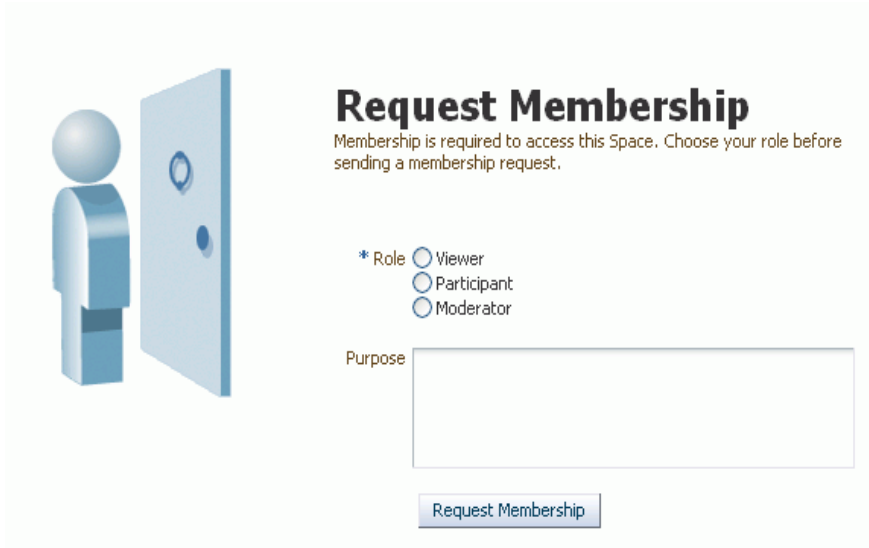 Request Membership
Membership is required to access this Space. Choose your role before
sending a membership request.
* Role Viewer
Participant
Moderator
Purpose
Request Membership